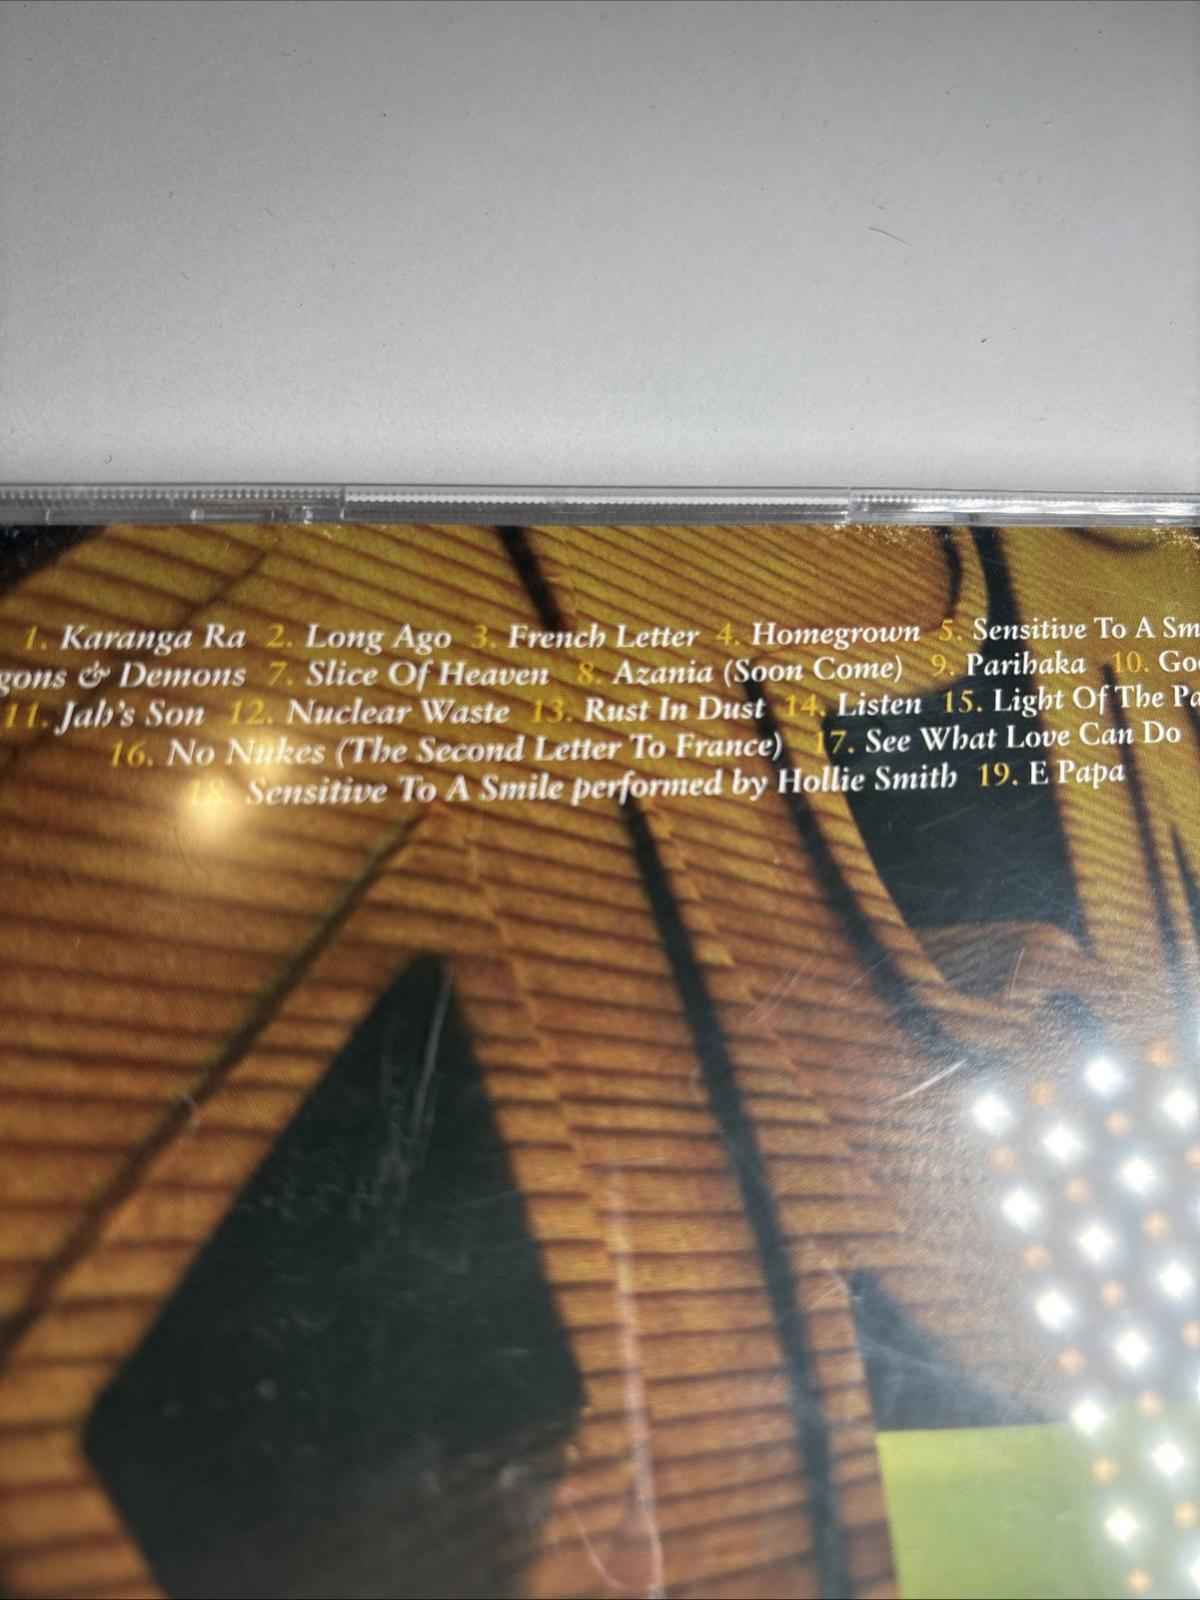 1. Karanga Ra 2. Long Ago 3. French Letter 4. Homegrown 5. Sensitive To A Sm
gons & Demons 7. Slice Of Heaven 8. Azania (Soon Come) 9. Parihaka 10. Go
11. Jah's Son 12. Nuclear Waste 13. Rust In Dust 14. Listen 15. Light Of The Pa
16. No Nukes (The Second Letter To France) 17. See What Love Can Do
18. Sensitive To A Smile performed by Hollie Smith 19. E Papa